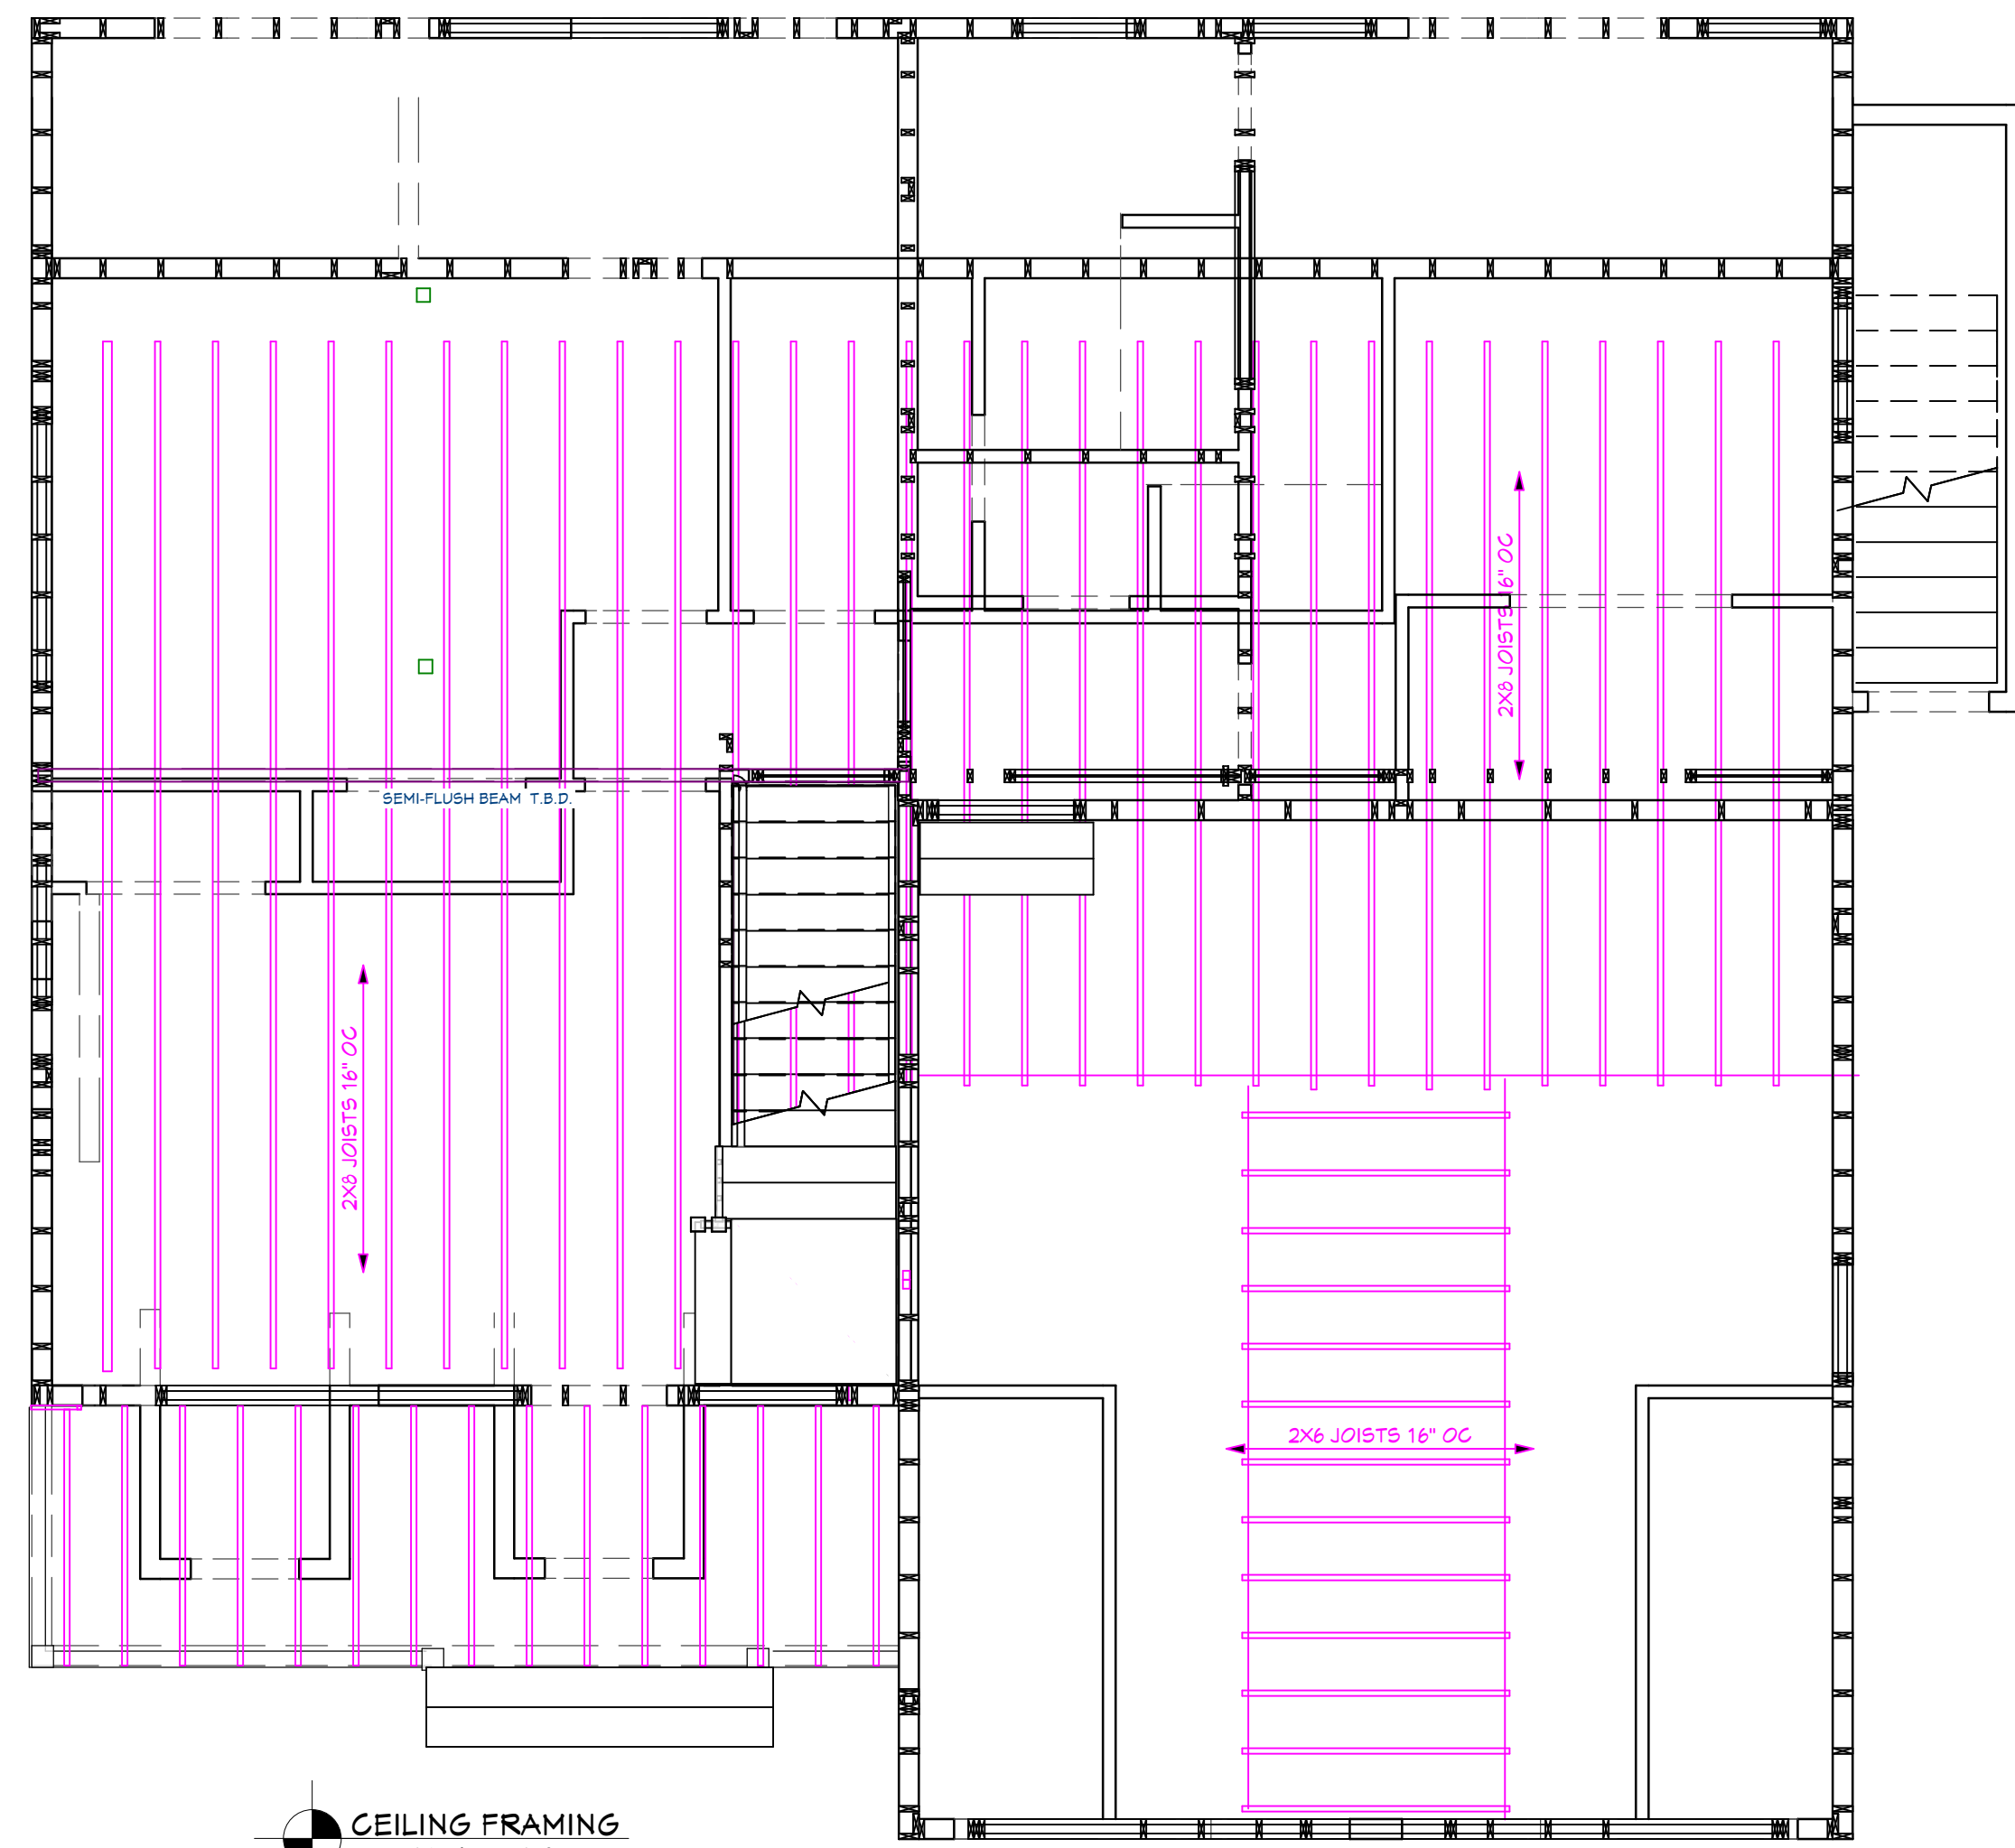 2X8 JOISTS 16" OC
SEMI-FLUSH BEAM T.B.D.
2X8 JOISTS 16" OC
2X6 JOISTS 16" OC
CEILING FRAMING